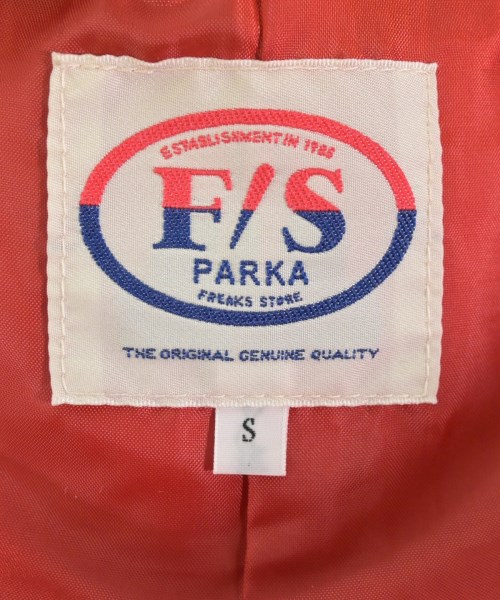 ESTABLISHMENT IN 1986
F/S
PARKA
FREAKS STORE
THE ORIGINAL GENUINE QUALITY
S